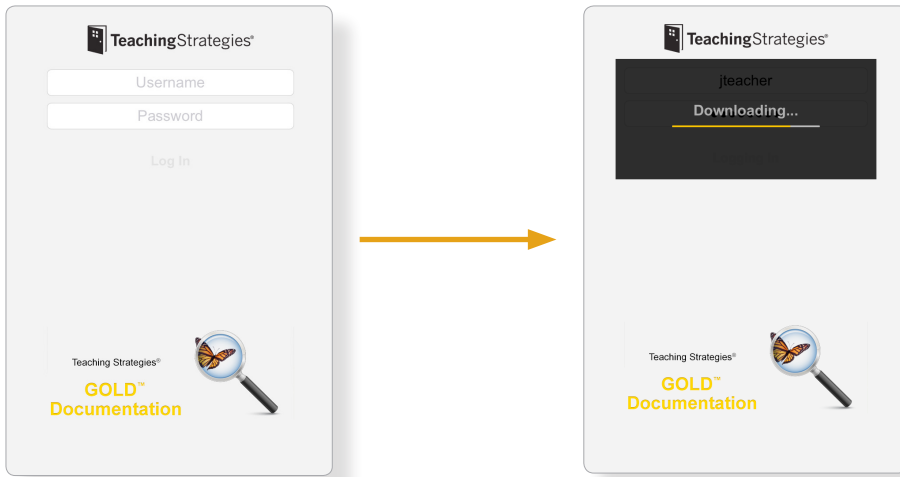 TeachingStrategies®
Username
Password
Log In
Teaching Strategies®
GOLD™
Documentation
TeachingStrategies®
jteacher
Downloading...
Teaching Strategies®
GOLD™
Documentation